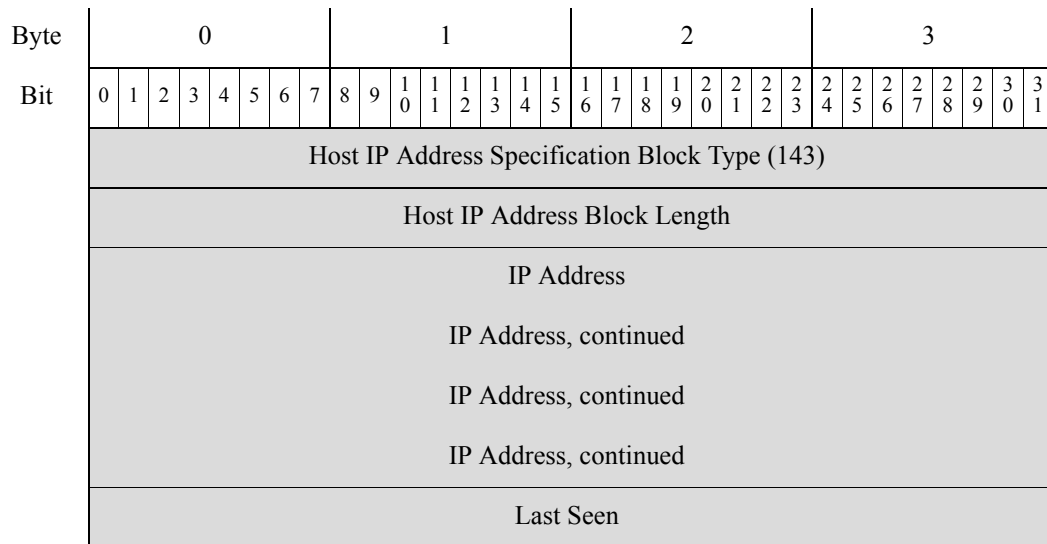 Byte 0 1 2 3
Bit 0 1 2 3 4 5 6 7 8 9 10 11 12 13 14 15 16 17 18 19 20 21 22 23 24 25 26 27 28 29 30 31
Host IP Address Specification Block Type (143)
Host IP Address Block Length
IP Address
IP Address, continued
IP Address, continued
IP Address, continued
Last Seen